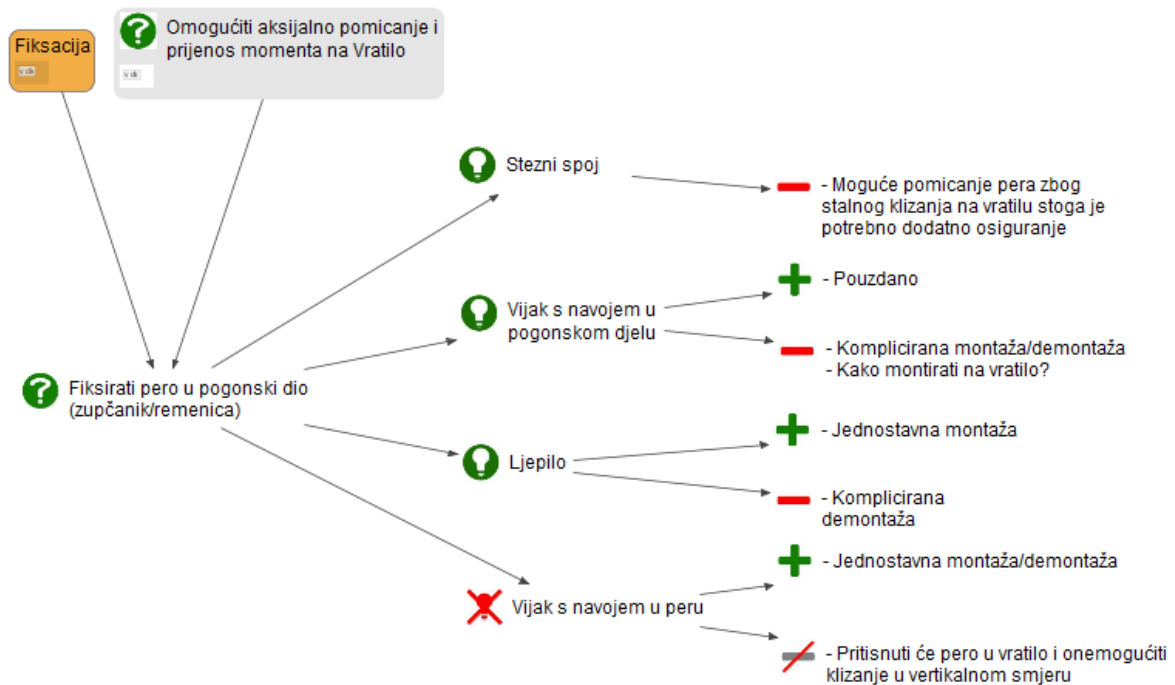 Fiksacija
Omogućiti aksijalno pomicanje i
prijenos momenta na Vratilo
Stezni spoj
- Moguće pomicanje pera zbog
stalnog klizanja na vratilu stoga je
potrebno dodatno osiguranje
Vijak s navojem u
pogonskom djelu
- Pouzdano
- Komplicirana montaža/demontaža
- Kako montirati na vratilo?
Fiksirati pero u pogonski dio
(zupčanik/remenica)
Ljepilo
- Jednostavna montaža
- Komplicirana
demontaža
Vijak s navojem u peru
- Jednostavna montaža/demontaža
- Pritisnuti će pero u vratilo i onemogućiti
klizanje u vertikalnom smjeru